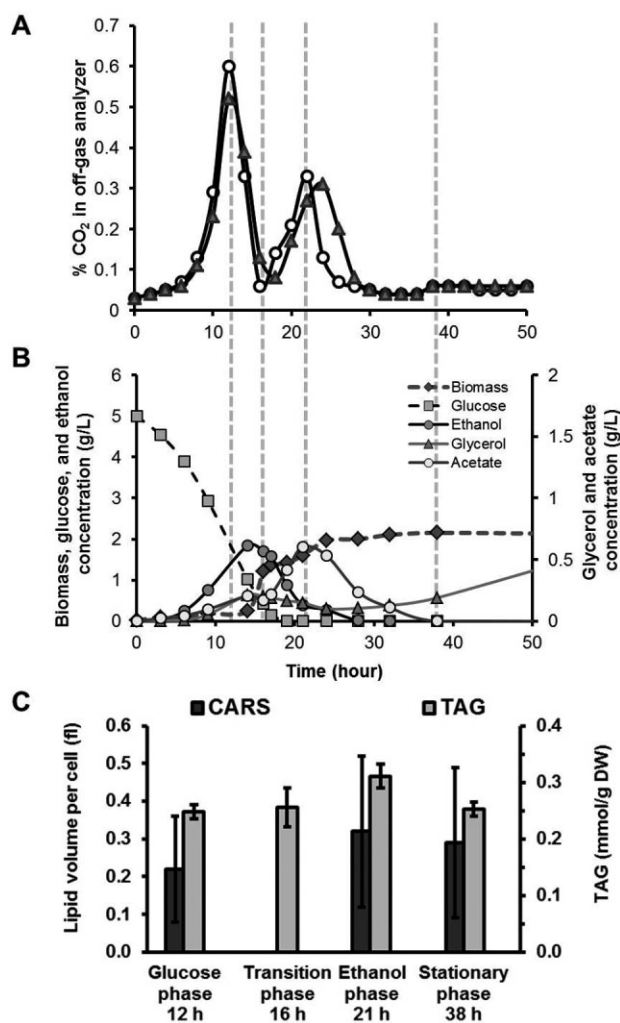 A
% CO2 in off-gas analyzer
0.7
0.6
0.5
0.4
0.3
0.2
0.1
0
0 10 20 30 40 50
B
Biomass, glucose, and ethanol
concentration (g/L)
6
5
4
3
2
1
0
Biomass
Glucose
Ethanol
Glycerol
Acetate
2
1.5
1
0.5
0
Glycerol and acetate
concentration (g/L)
0 10 20 30 40 50
Time (hour)
C
CARS TAG
Lipid volume per cell (fl)
0.6
0.5
0.4
0.3
0.2
0.1
0.0
0.4
0.3
0.2
0.1
0.0
TAG (mmol/g DW)
Glucose Transition Ethanol Stationary
phase phase phase phase
12 h 16 h 21 h 38 h